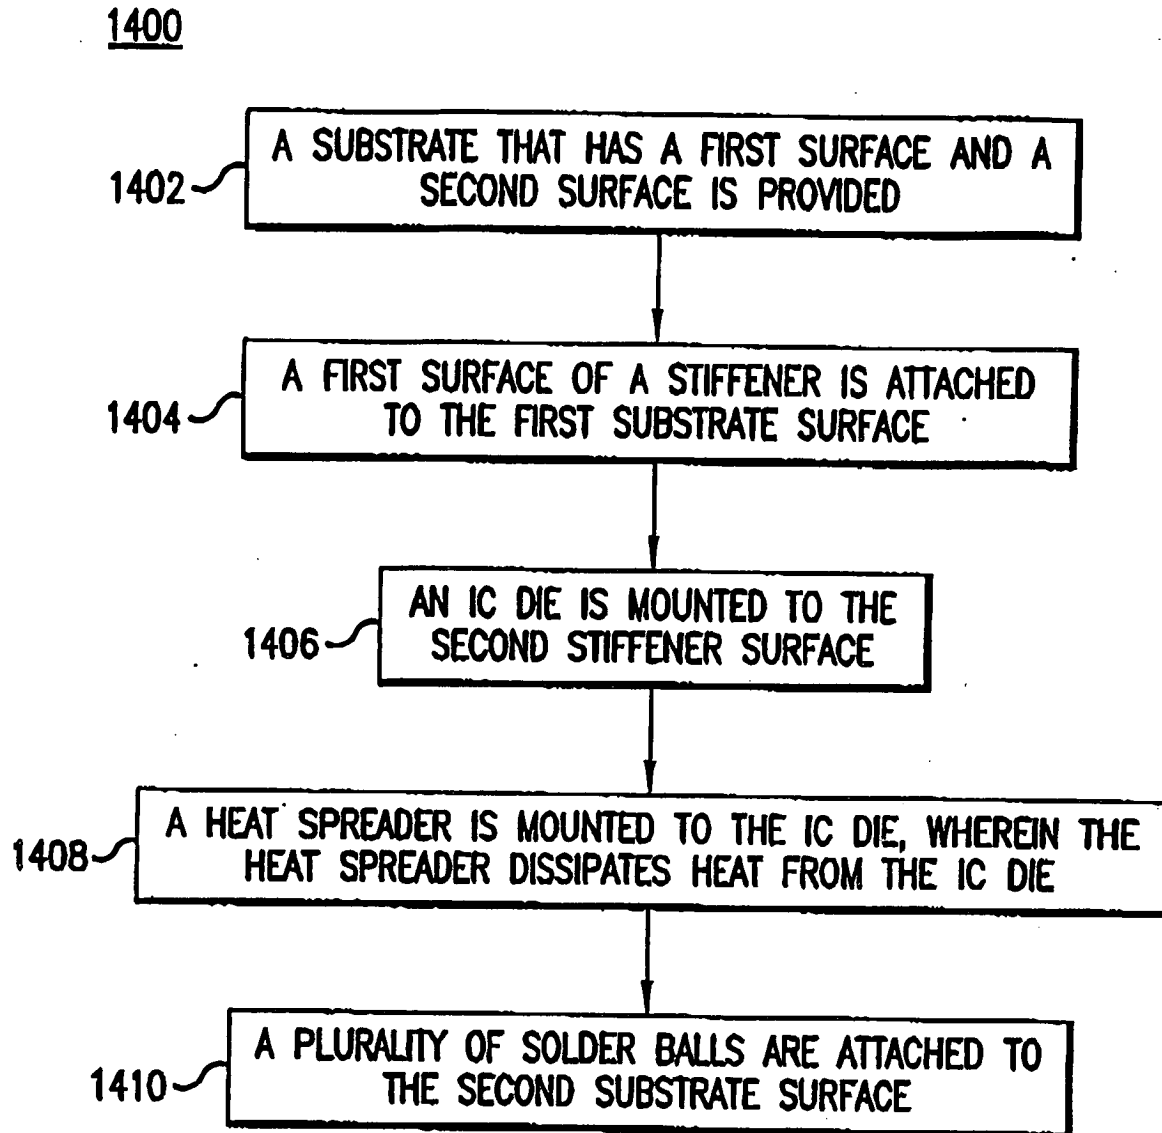 1400
A SUBSTRATE THAT HAS A FIRST SURFACE AND A
SECOND SURFACE IS PROVIDED
1402
A FIRST SURFACE OF A STIFFENER IS ATTACHED
TO THE FIRST SUBSTRATE SURFACE
1404
AN IC DIE IS MOUNTED TO THE
SECOND STIFFENER SURFACE
1406
A HEAT SPREADER IS MOUNTED TO THE IC DIE, WHEREIN THE
HEAT SPREADER DISSIPATES HEAT FROM THE IC DIE
1408
A PLURALITY OF SOLDER BALLS ARE ATTACHED TO
THE SECOND SUBSTRATE SURFACE
1410